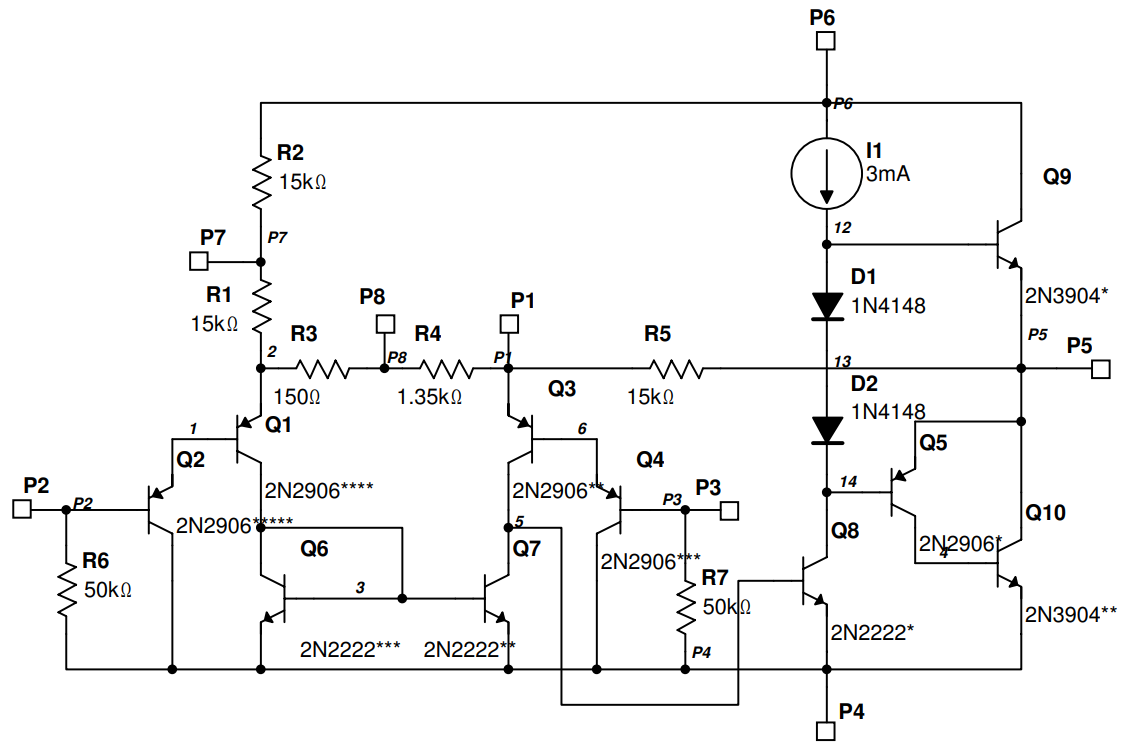 P6
P6
R2
15kΩ
I1
3mA
Q9
P7
P7
12
R1
15kΩ
D1
1N4148
2N3904*
P8
P1
R3
R4
R5
P5
P5
2
P8
P1
13
150Ω
1.35kΩ
Q3
15kΩ
D2
1N4148
Q1
1
6
Q5
Q2
Q4
P2
P2
2N2906****
2N2906**
P3
P3
14
2N2906*****
5
Q8
Q10
Q6
Q7
2N2906*
4
R6
50kΩ
2N2906***
R7
50kΩ
3
2N3904**
2N2222***
2N2222**
2N2222*
P4
P4